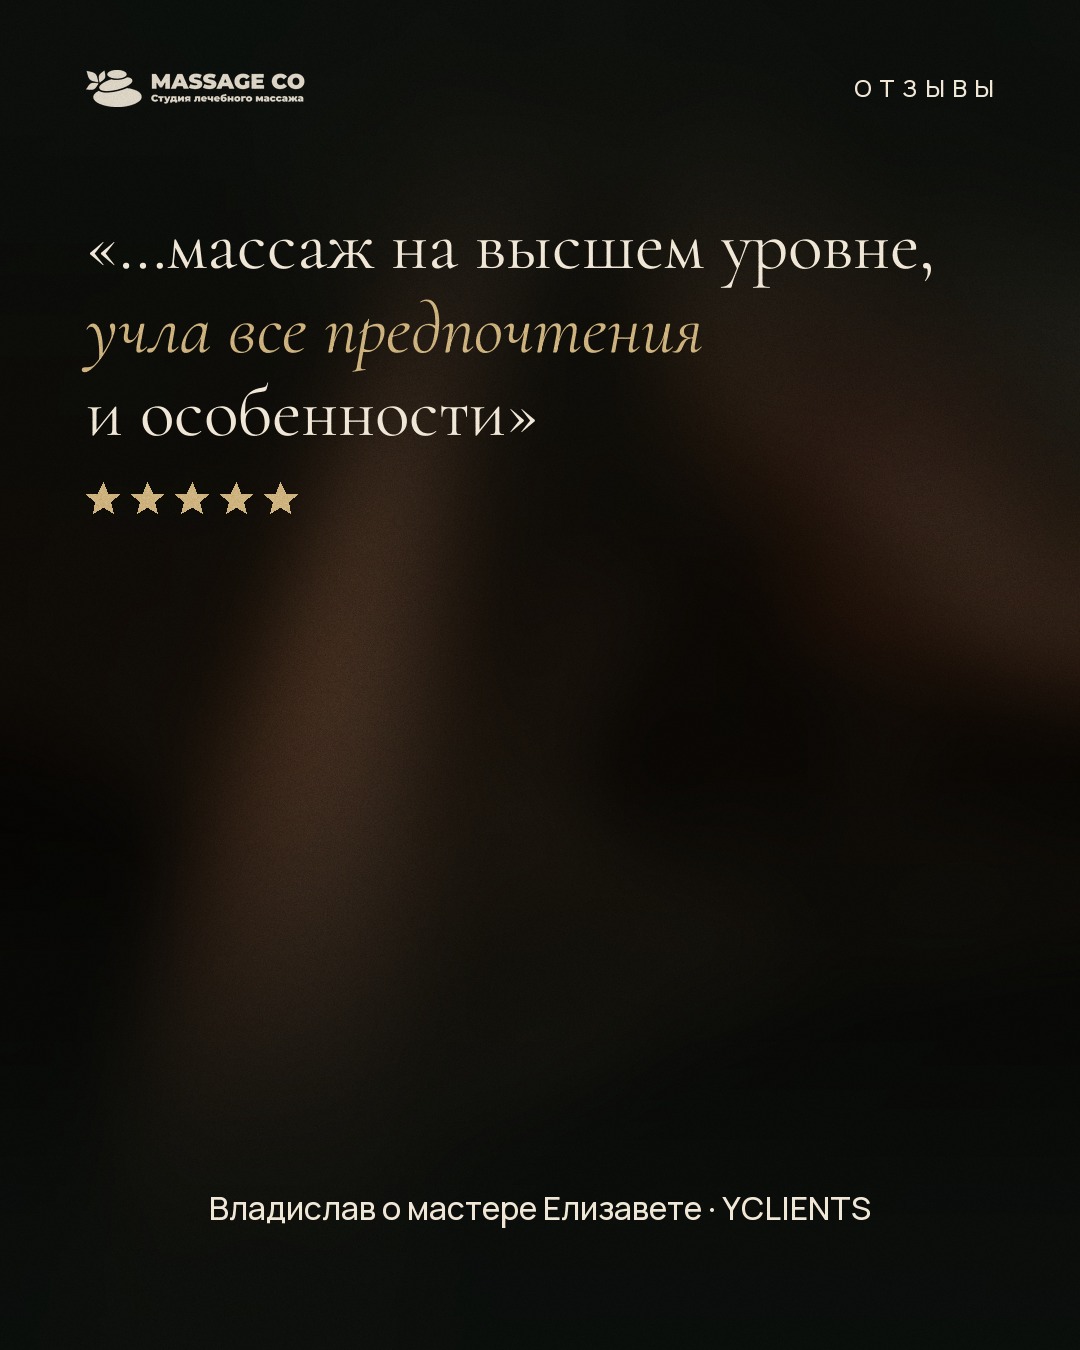 MASSAGE CO
Студия лечебного массажа
ОТЗЫВЫ
«...массаж на высшем уровне,
учла все предпочтения
и особенности»
Владислав о мастере Елизавете · YCLIENTS